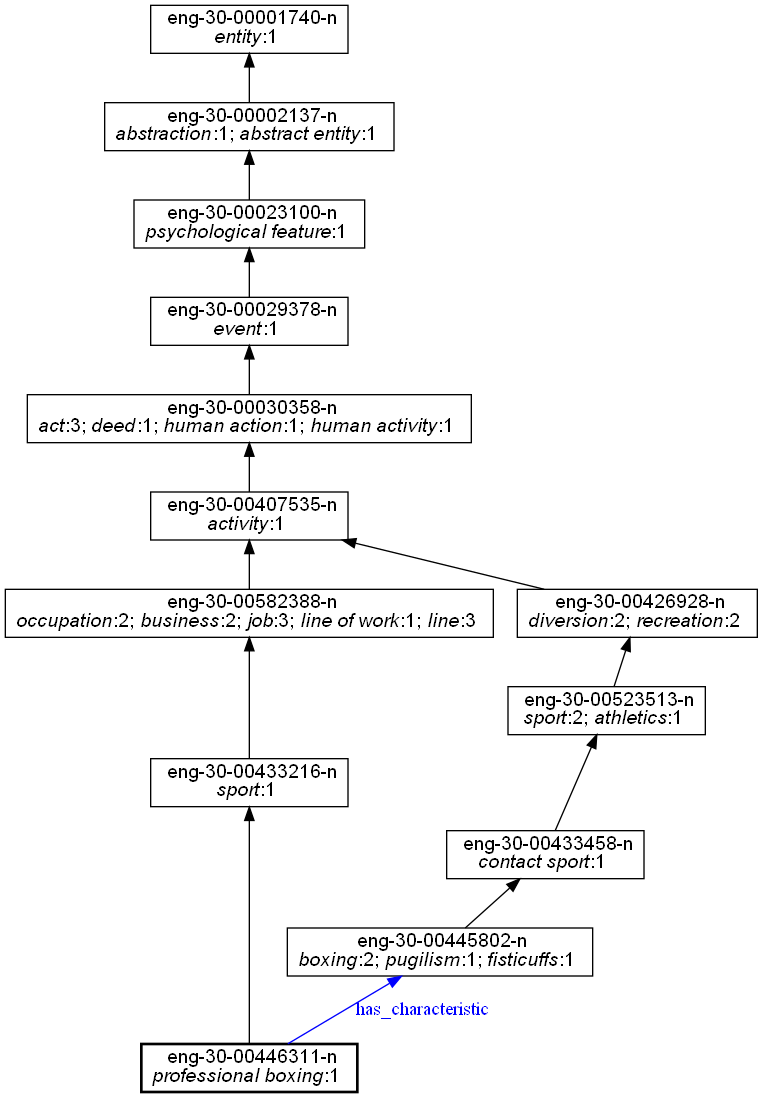 eng-30-00001740-n
entity:1
eng-30-00002137-n
abstraction:1; abstract entity:1
eng-30-00023100-n
psychological feature:1
eng-30-00029378-n
event:1
eng-30-00030358-n
act:3; deed:1; human action:1; human activity:1
eng-30-00407535-n
activity:1
eng-30-00582388-n
occupation:2; business:2; job:3; line of work:1; line:3
eng-30-00426928-n
diversion:2; recreation:2
eng-30-00523513-n
sport:2; athletics:1
eng-30-00433216-n
sport:1
eng-30-00433458-n
contact sport:1
eng-30-00445802-n
boxing:2; pugilism:1; fisticuffs:1
has_characteristic
eng-30-00446311-n
professional boxing:1